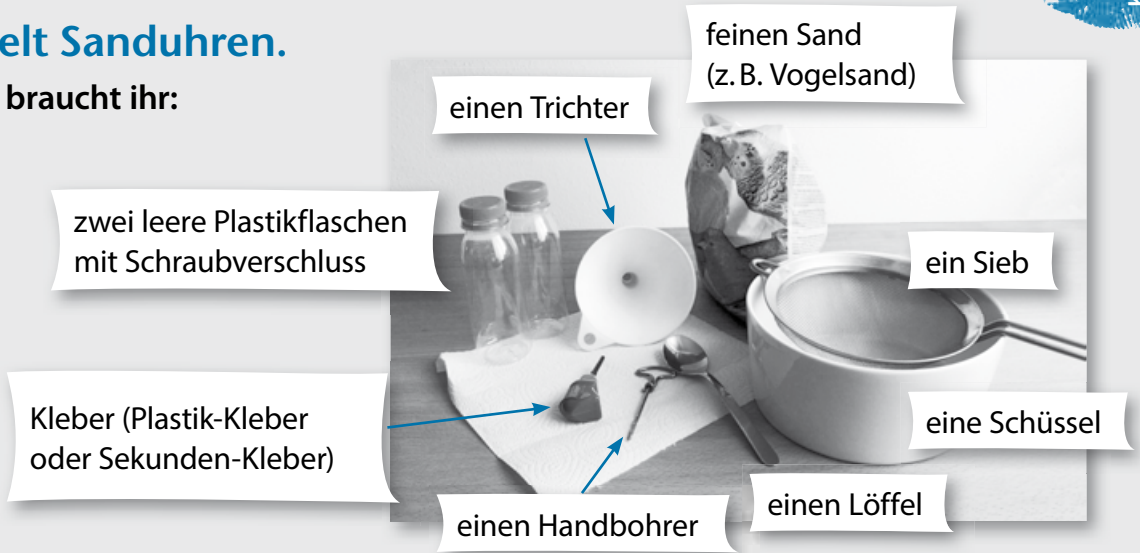 elt Sanduhren.
braucht ihr:
feinen Sand
(z. B. Vogelsand)
einen Trichter
zwei leere Plastikflaschen
mit Schraubverschluss
ein Sieb
Kleber (Plastik-Kleber
oder Sekunden-Kleber)
eine Schüssel
einen Löffel
einen Handbohrer